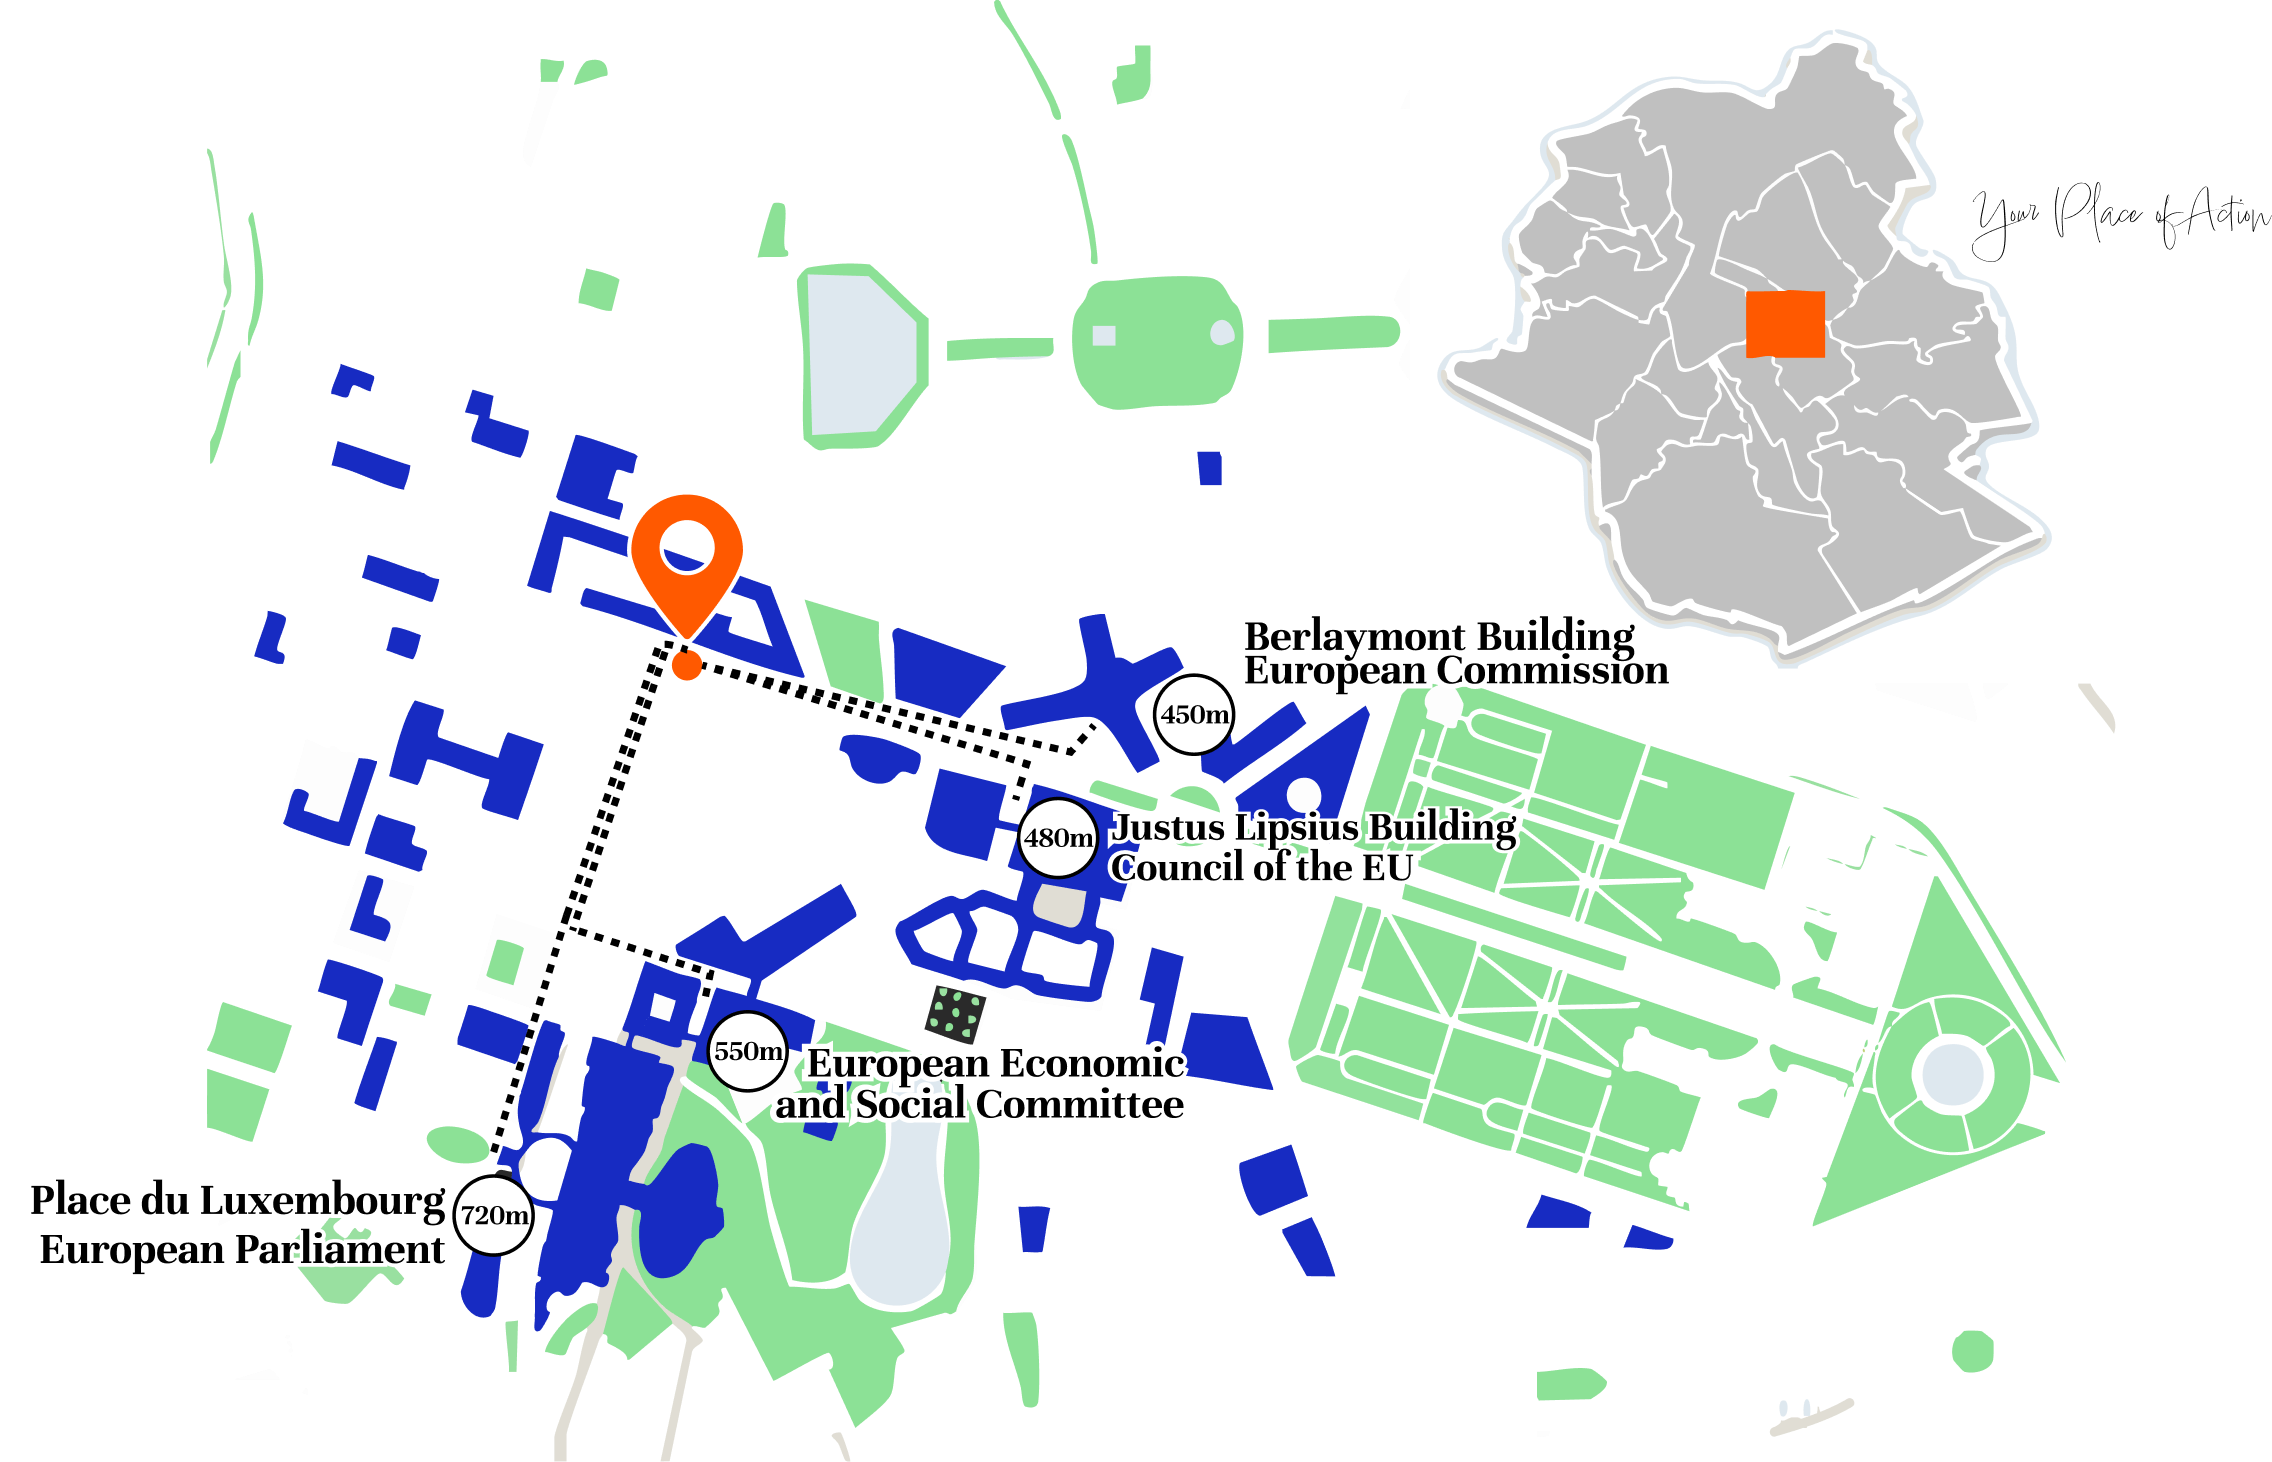 Your Place of Action
Berlaymont Building
European Commission
450m
480m
Justus Lipsius Building
Council of the EU
550m
European Economic
and Social Committee
Place du Luxembourg
European Parliament
720m